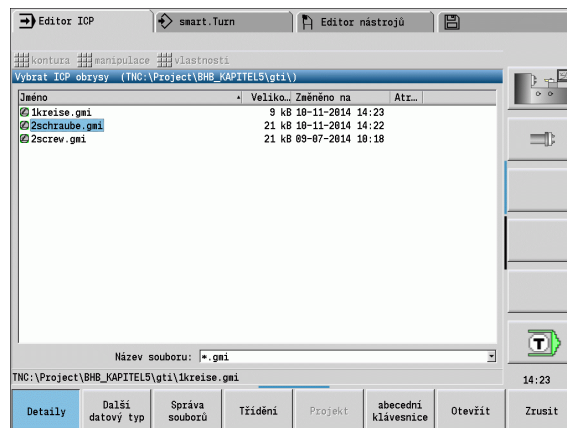 Editor ICP smart.Turn Editor nástrojů
kontura manipulace vlastnosti
Vybrat ICP obrysy (TNC:\Project\BHB_KAPITEL5\gti\)
Jméno Veliko… Změněno na Atr…
1kreise.gmi 9 kB 10-11-2014 14:23
2schraube.gmi 21 kB 10-11-2014 14:22
2screw.gmi 21 kB 09-07-2014 10:18
Název souboru: *.gmi
TNC:\Project\BHB_KAPITEL5\gti\1kreise.gmi
T
14:23
Detaily Další datový typ Správa souborů Třídění Projekt abecední klávesnice Otevřít Zrusit